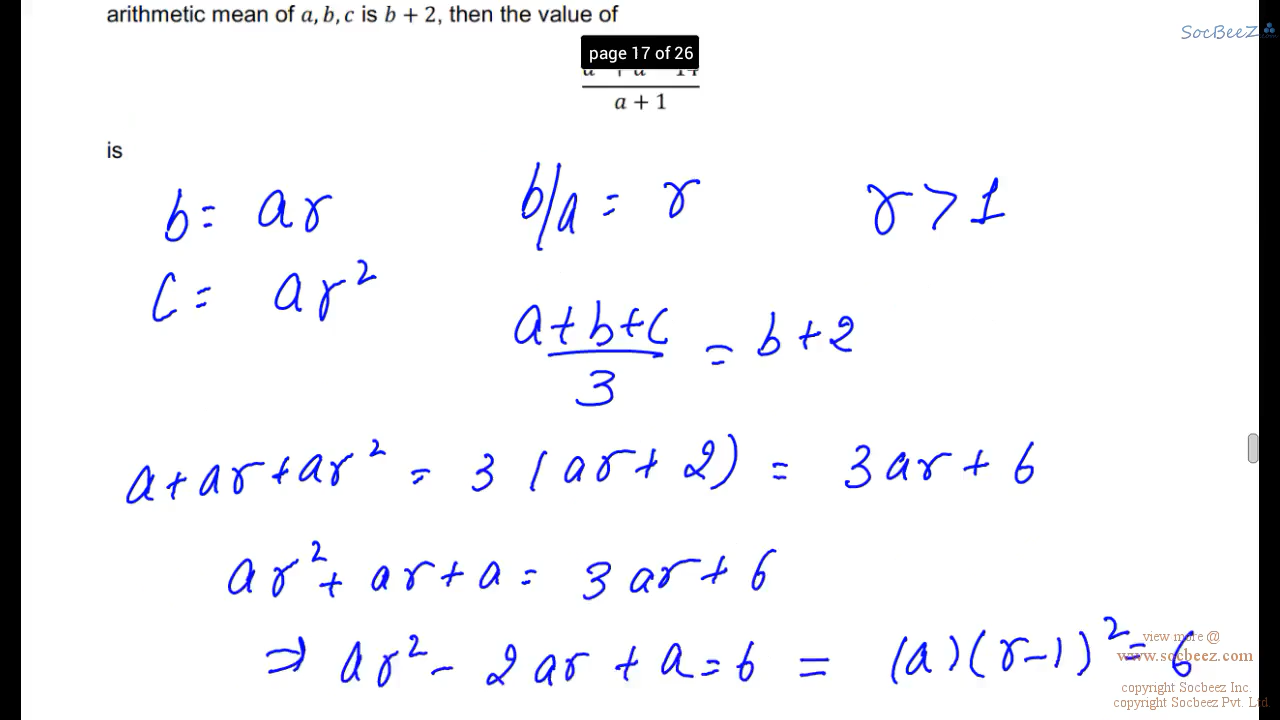 arithmetic mean of a, b, c is b + 2, then the value of
SocBeeZ
page 17 of 26
a + 1
is
b = ar b/a = r r > 1
c = ar²
a+b+c/3 = b+2
a+ar+ar² = 3(ar+2) = 3ar+6
ar²+ar+a = 3ar+6
⇒ ar²-2ar+a=6 = (a)(r-1)²=6
view more @
www.socbeez.com
copyright Socbeez Inc.
copyright Socbeez Pvt. Ltd.